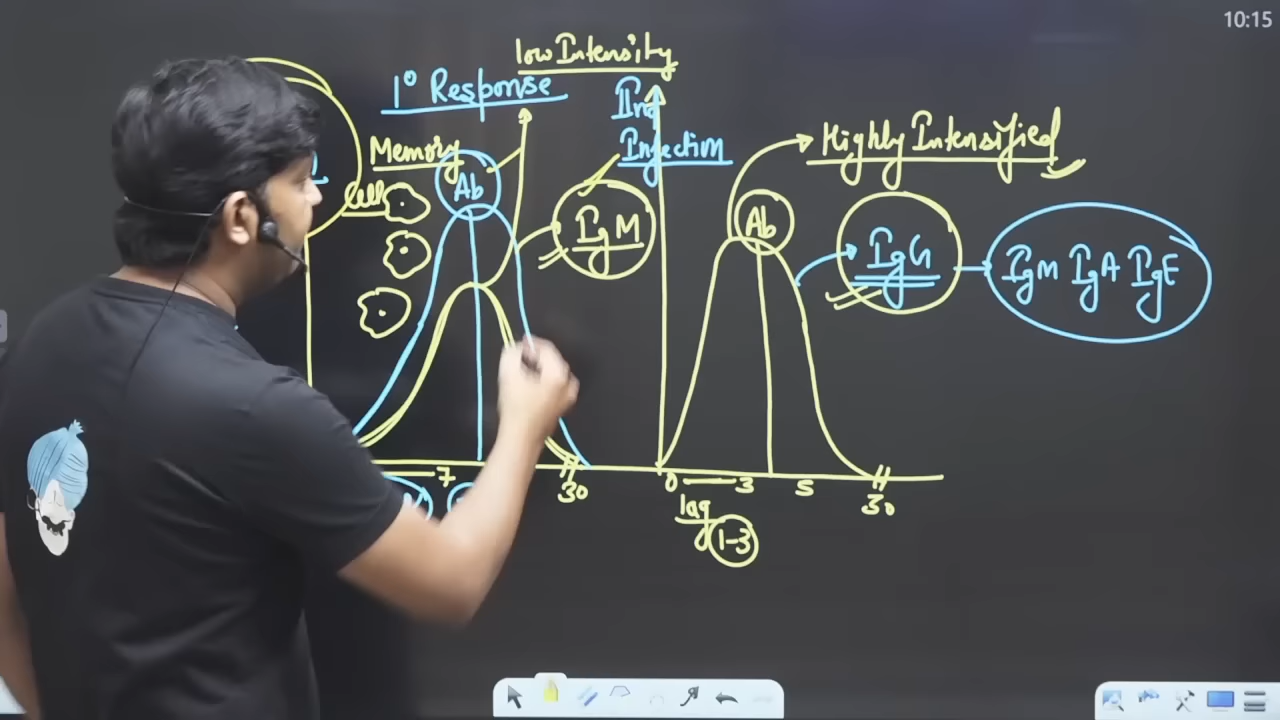 10:15
low Intensity
1° Response
IInd
Injection
Highly Intensified
Memory
Cell
Ab
IgM
Ab
IgG
IgM IgA IgE
7
30
0
3
5
30
lag
1-3